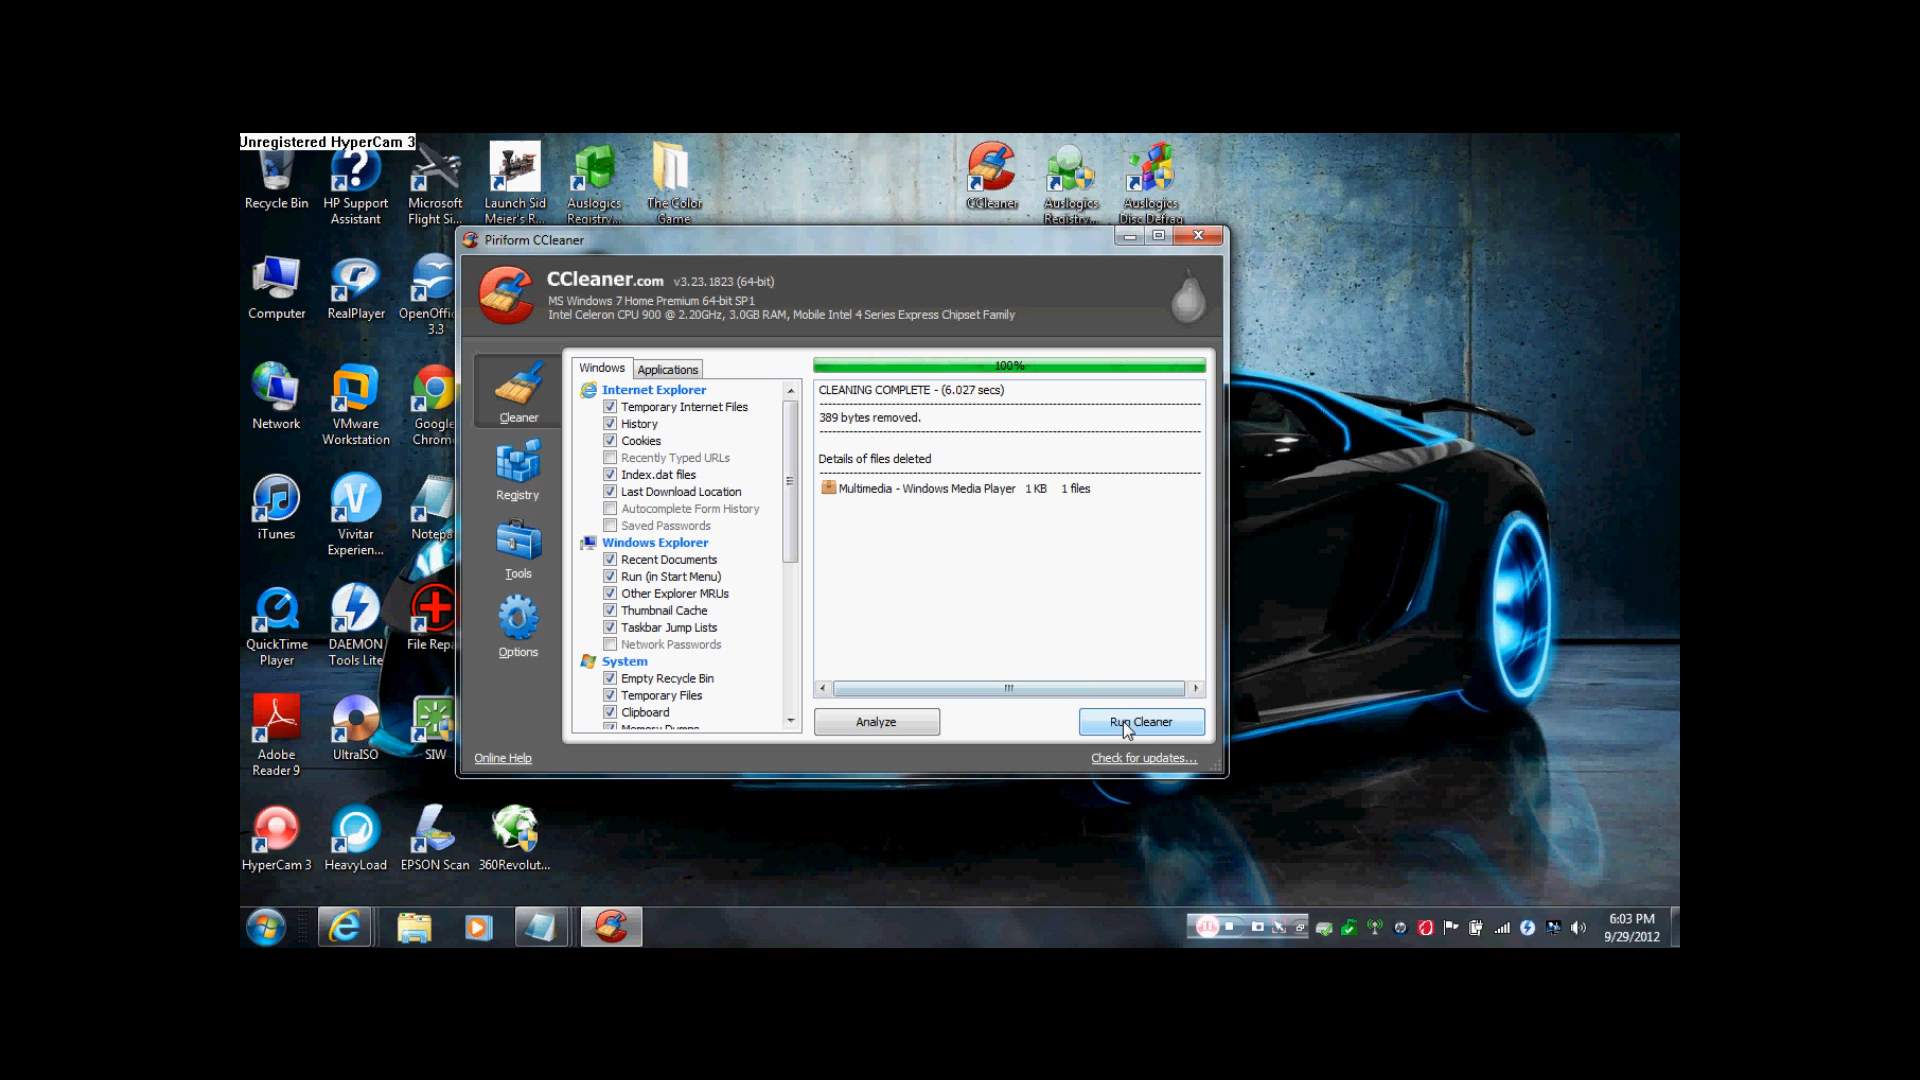 Unregistered HyperCam 3
Recycle Bin
HP Support
Assistant
Microsoft
Flight Si...
Launch Sid
Meier's R...
Auslogics
Registry...
The Color
Game
CCleaner
Auslogics
Registry...
Auslogics
Disc Defrag
Computer
RealPlayer
OpenOffi
3.3
Network
VMware
Workstation
Google
Chrom
iTunes
Vivitar
Experien...
Notepa
QuickTime
Player
DAEMON
Tools Lite
File Repa
Adobe
Reader 9
UltraISO
SIW
HyperCam 3
HeavyLoad
EPSON Scan
360Revolut...
Piriform CCleaner
CCleaner.com v3.23.1823 (64-bit)
MS Windows 7 Home Premium 64-bit SP1
Intel Celeron CPU 900 @ 2.20GHz, 3.0GB RAM, Mobile Intel 4 Series Express Chipset Family
Cleaner
Registry
Tools
Options
Windows
Applications
Internet Explorer
Temporary Internet Files
History
Cookies
Recently Typed URLs
Index.dat files
Last Download Location
Autocomplete Form History
Saved Passwords
Windows Explorer
Recent Documents
Run (in Start Menu)
Other Explorer MRUs
Thumbnail Cache
Taskbar Jump Lists
Network Passwords
System
Empty Recycle Bin
Temporary Files
Clipboard
Memory Dumps
100%
CLEANING COMPLETE - (6.027 secs)
389 bytes removed.
Details of files deleted
Multimedia - Windows Media Player 1 KB 1 files
Analyze
Run Cleaner
Online Help
Check for updates...
6:03 PM
9/29/2012